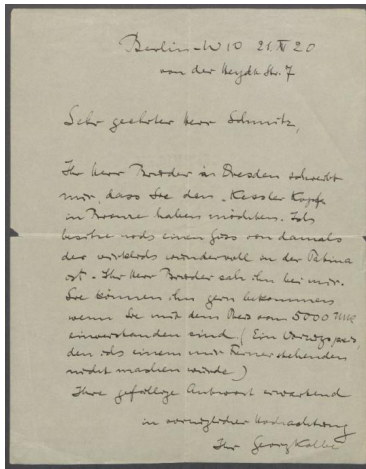 Berlin-W 10 21.XI 20
von der Heydt Str. 7
Sehr geehrter Herr Schmitz,
Ihr Herr Bruder in Dresden schreibt
mir, dass Sie den "Kessler Kopf"
in Bronze haben möchten. Ich
besitze noch einen Guss von damals
der wirklich wundervoll in der Patina
ist. Ihr Herr Bruder sah ihn bei mir.
Sie können ihn gern bekommen
wenn Sie mit dem Preis von 5000 Mk
einverstanden sind (Ein Vorzugspreis,
den ich einem mir Fernerstehenden
nicht machen würde)
Ihre gefällige Antwort erwartend
in vorzüglicher Hochachtung
Ihr Georg Kolbe